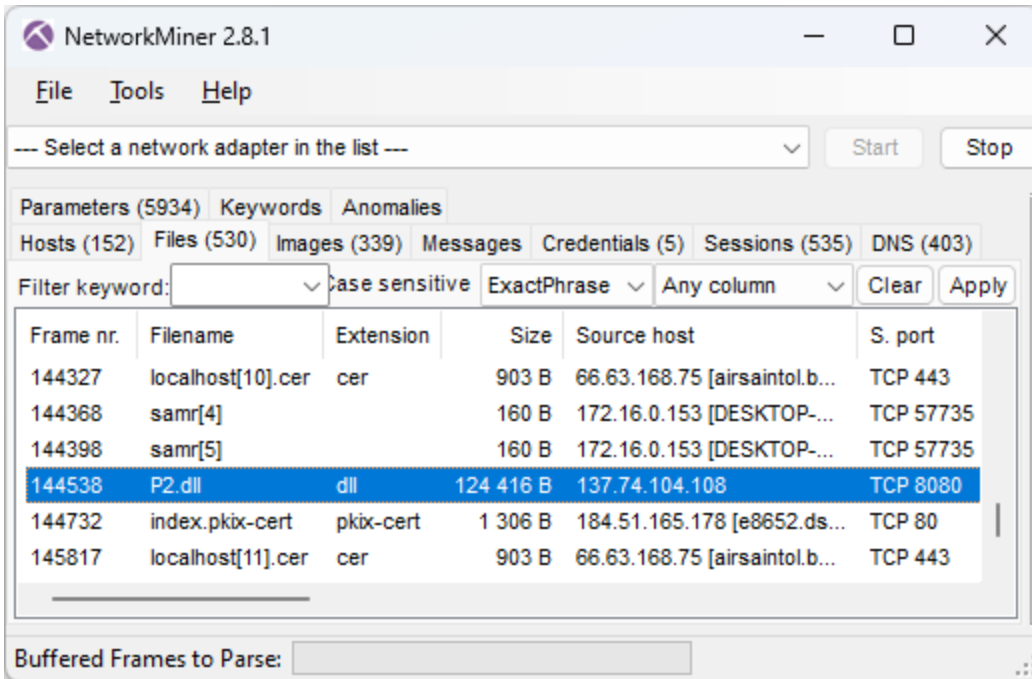 NetworkMiner 2.8.1
File Tools Help
--- Select a network adapter in the list --- Start Stop
Parameters (5934) Keywords Anomalies
Hosts (152) Files (530) Images (339) Messages Credentials (5) Sessions (535) DNS (403)
Filter keyword: Case sensitive ExactPhrase Any column Clear Apply
Frame nr. Filename Extension Size Source host S. port
144327 localhost[10].cer cer 903 B 66.63.168.75 [airsaintol.b... TCP 443
144368 samr[4] 160 B 172.16.0.153 [DESKTOP-... TCP 57735
144398 samr[5] 160 B 172.16.0.153 [DESKTOP-... TCP 57735
144538 P2.dll dll 124 416 B 137.74.104.108 TCP 8080
144732 index.pkix-cert pkix-cert 1 306 B 184.51.165.178 [e8652.ds... TCP 80
145817 localhost[11].cer cer 903 B 66.63.168.75 [airsaintol.b... TCP 443
Buffered Frames to Parse: